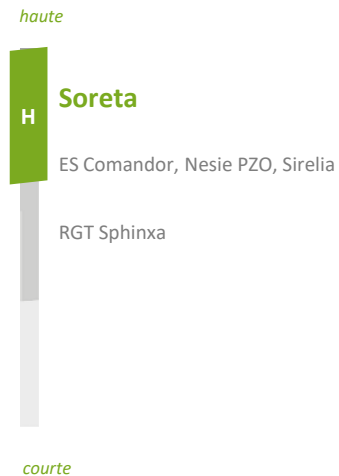 haute
H
Soreta
ES Comandor, Nesie PZO, Sirelia
RGT Sphinxa
courte